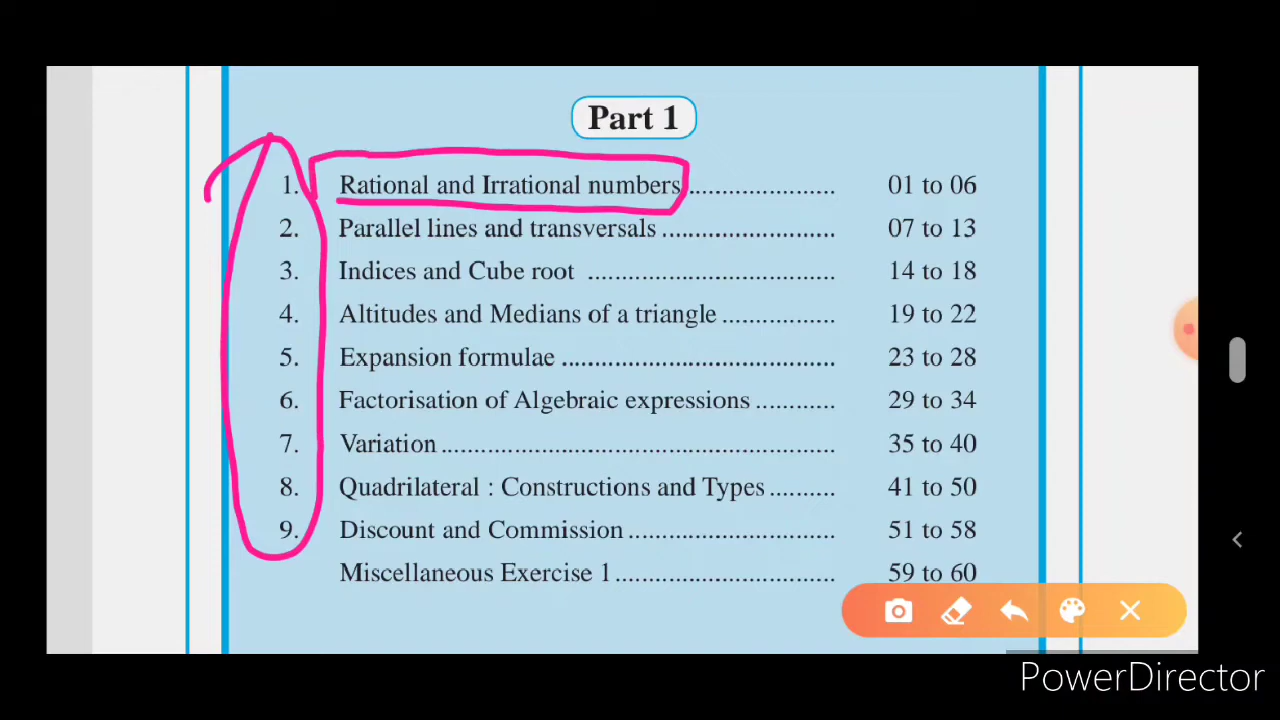 Part 1
1. Rational and Irrational numbers ...................... 01 to 06
2. Parallel lines and transversals .......................... 07 to 13
3. Indices and Cube root ..................................... 14 to 18
4. Altitudes and Medians of a triangle ................. 19 to 22
5. Expansion formulae ......................................... 23 to 28
6. Factorisation of Algebraic expressions ............ 29 to 34
7. Variation ........................................................... 35 to 40
8. Quadrilateral : Constructions and Types .......... 41 to 50
9. Discount and Commission ............................... 51 to 58
Miscellaneous Exercise 1 ................................. 59 to 60
PowerDirector